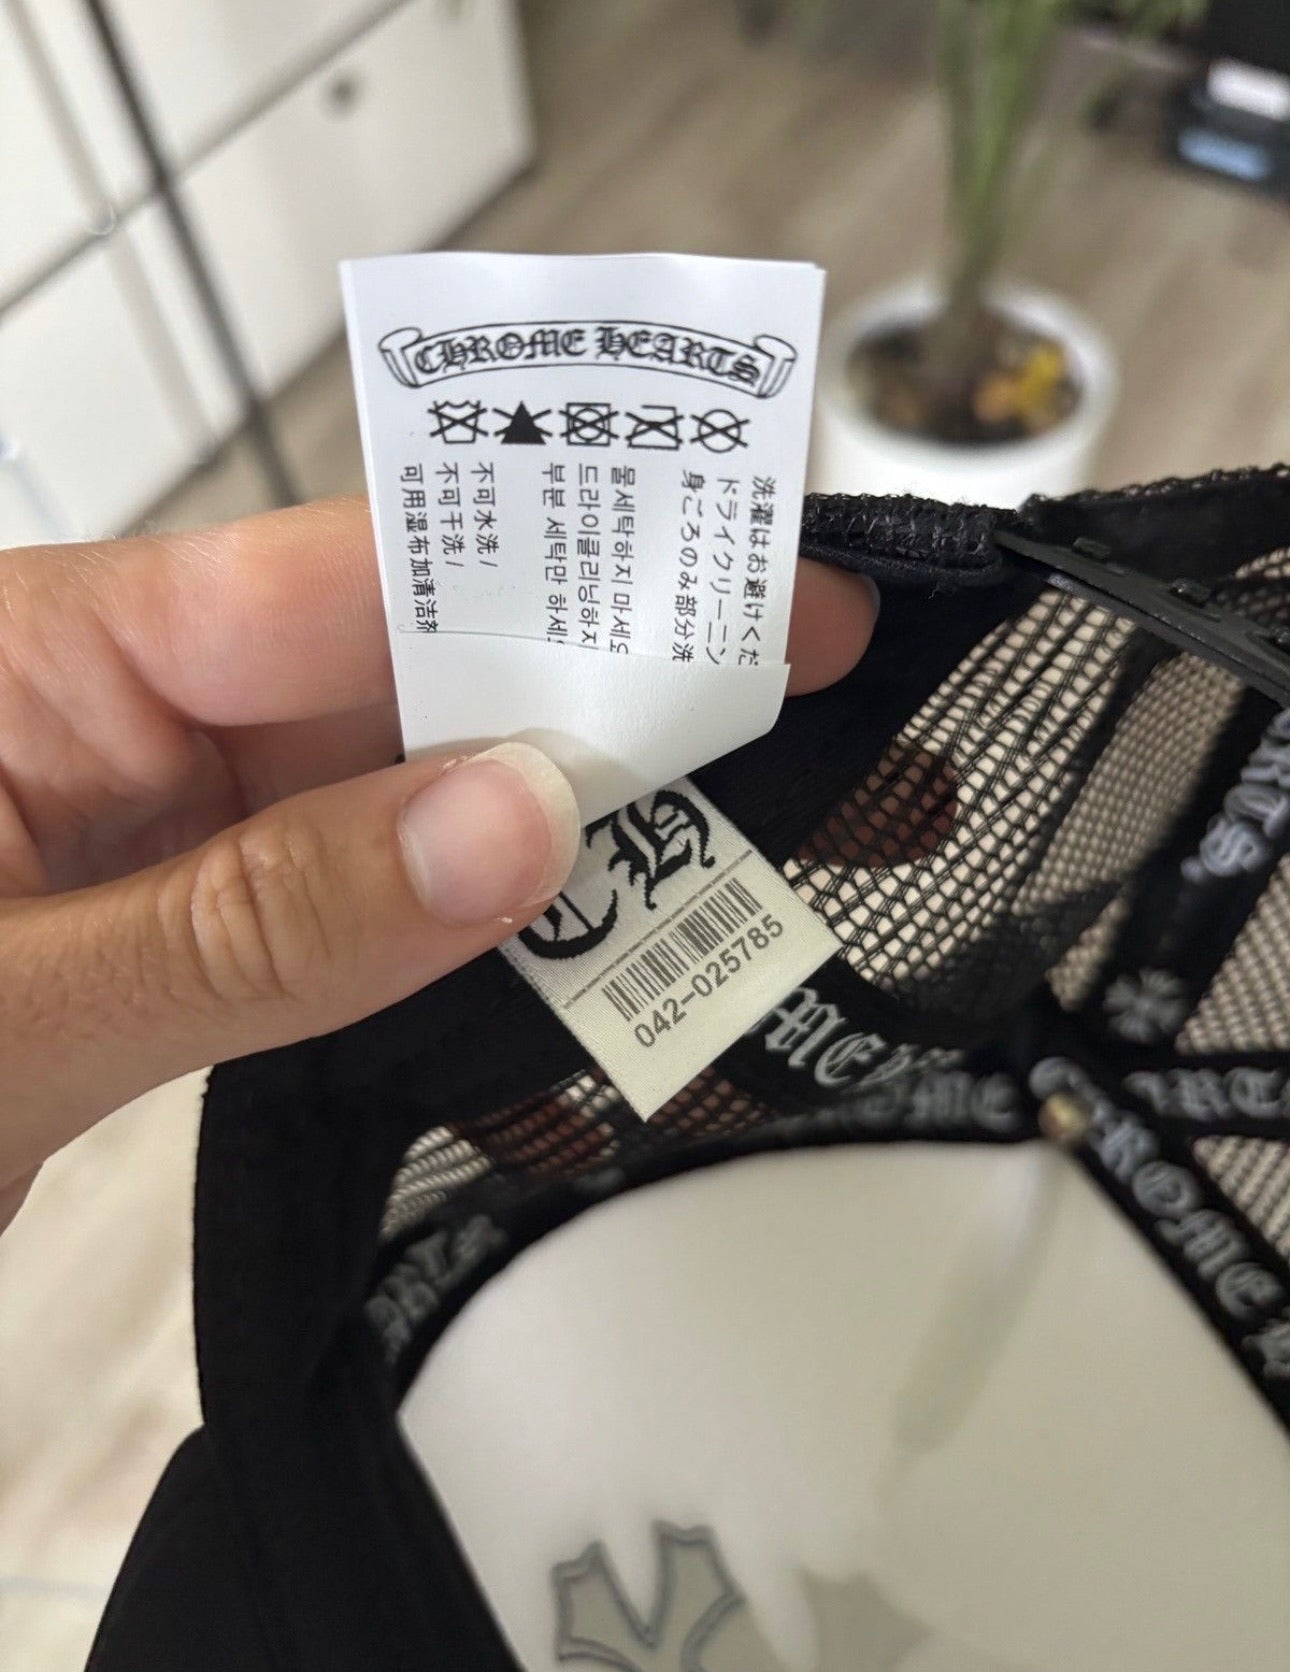 CHROME HEARTS
洗濯はお避けくだ
ドライクリーニン
身ごろのみ部分洗
물세탁하지 마세요
드라이클리닝하지
부분 세탁만 하세요
不可水洗 /
不可干洗 /
可用湿布加清洁剂
CH
042-025785